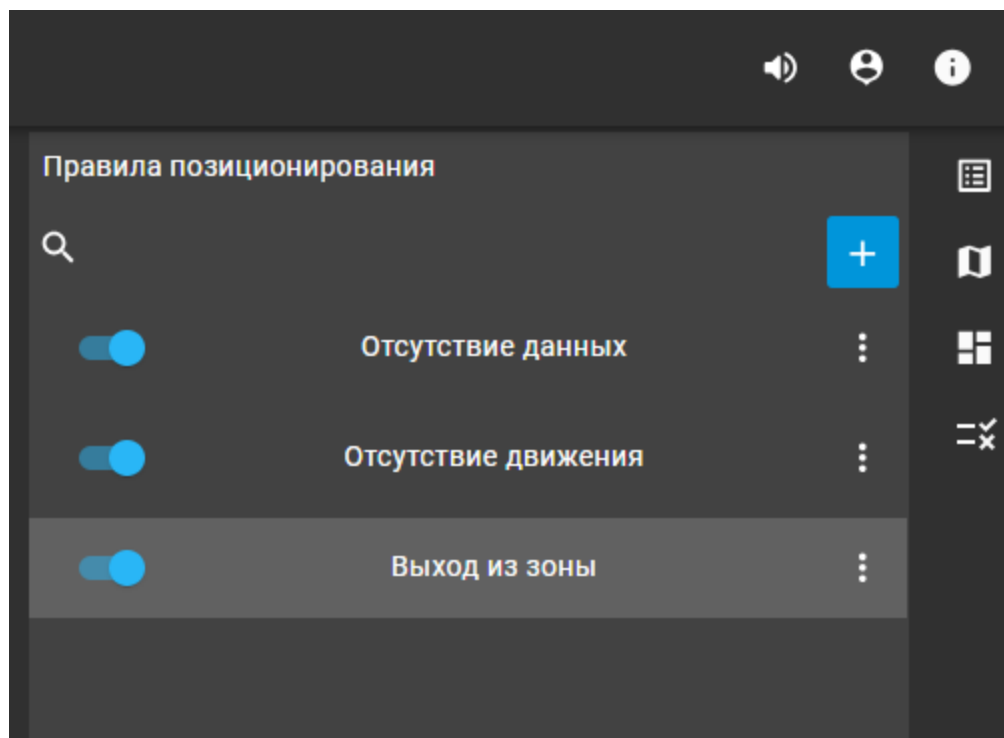 Правила позиционирования
Отсутствие данных
Отсутствие движения
Выход из зоны